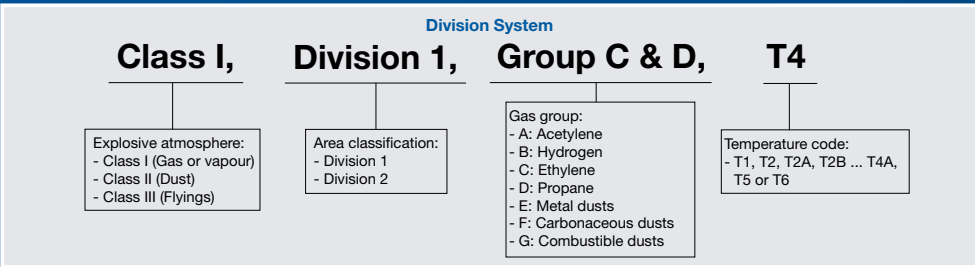 Division System
Class I, Division 1, Group C & D, T4
Explosive atmosphere:
- Class I (Gas or vapour)
- Class II (Dust)
- Class III (Flyings)
Area classification:
- Division 1
- Division 2
Gas group:
- A: Acetylene
- B: Hydrogen
- C: Ethylene
- D: Propane
- E: Metal dusts
- F: Carbonaceous dusts
- G: Combustible dusts
Temperature code:
- T1, T2, T2A, T2B ... T4A,
T5 or T6